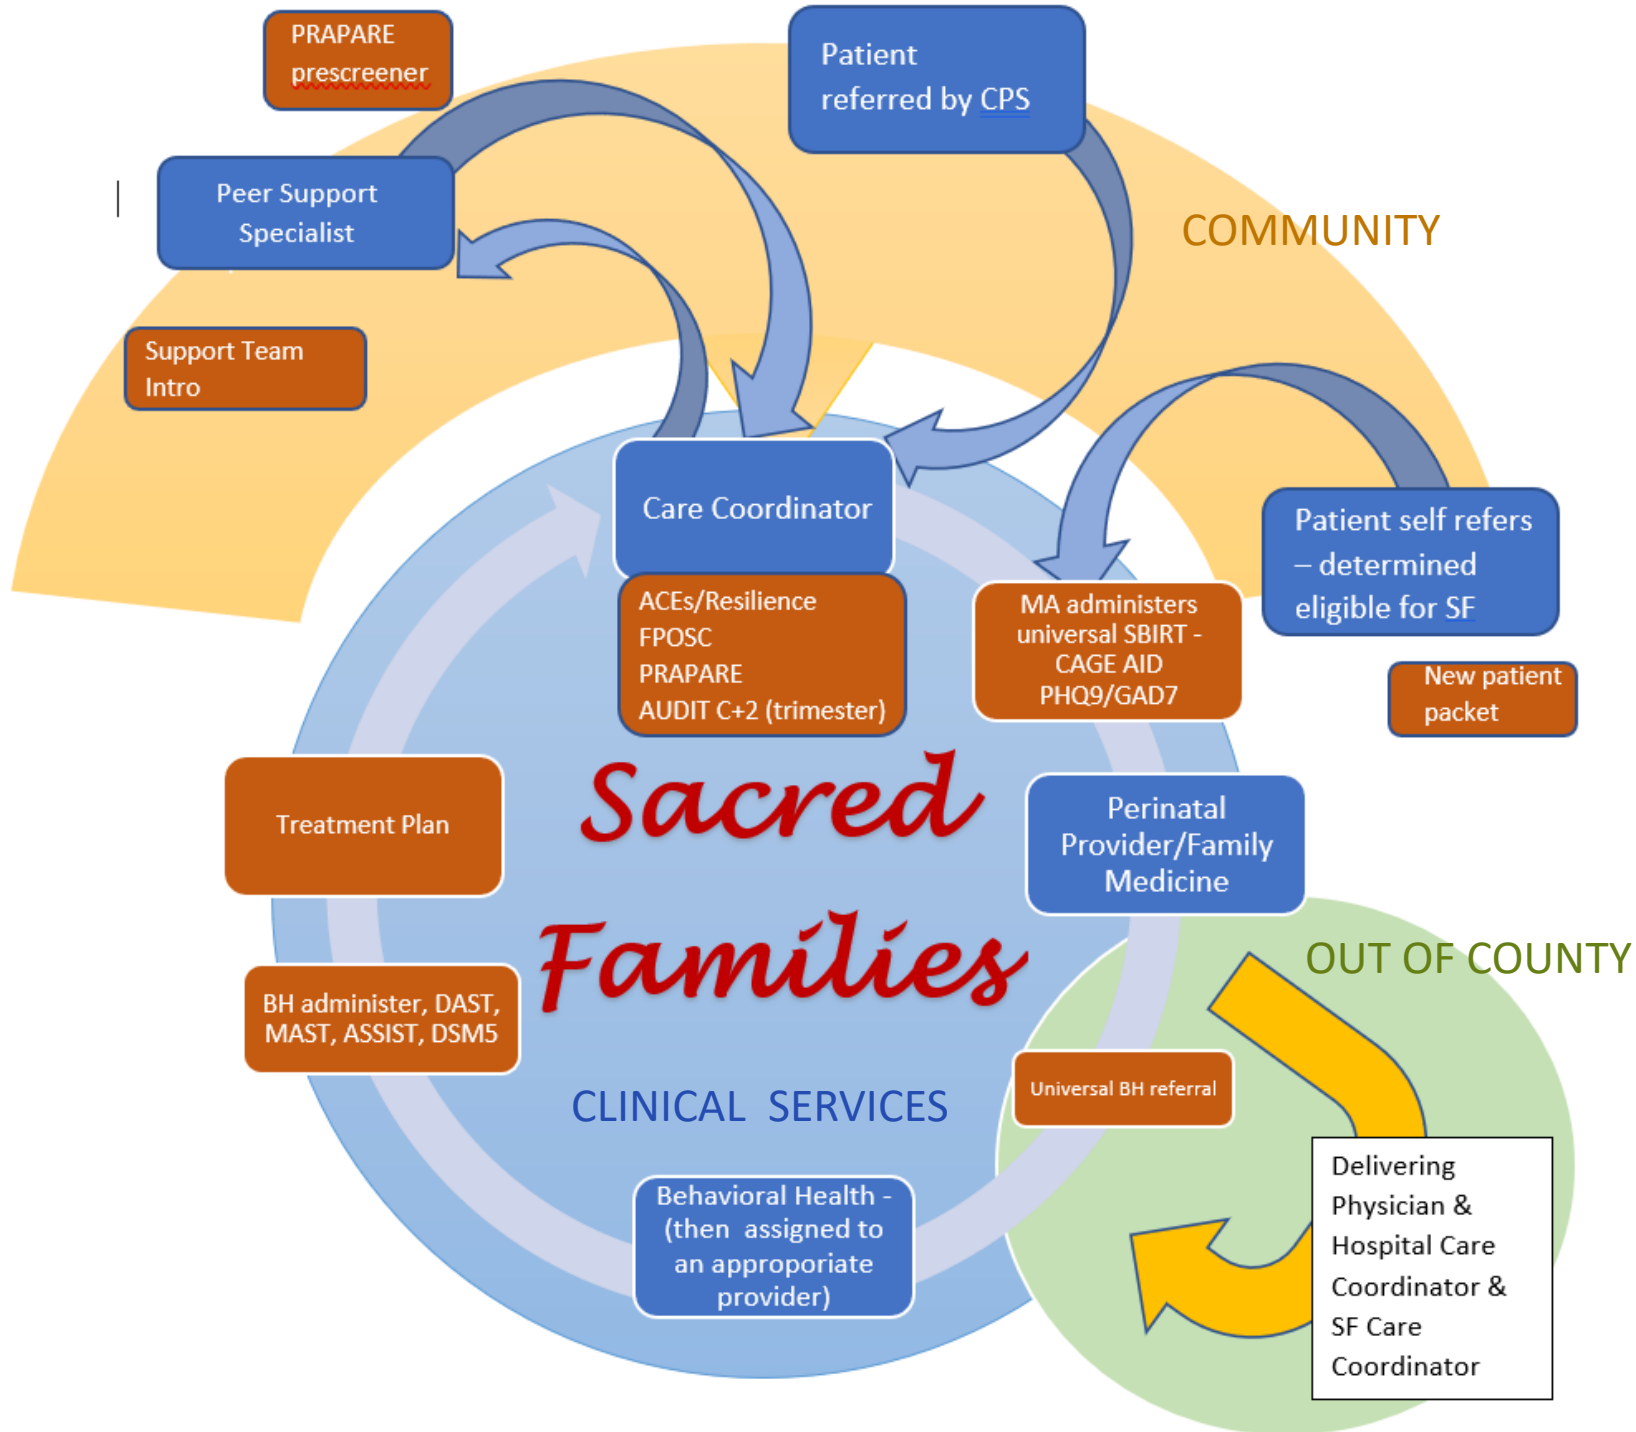 PRAPARE
prescreener
Patient
referred by CPS
Peer Support
Specialist
COMMUNITY
Support Team
Intro
Care Coordinator
Patient self refers
– determined
eligible for SF
ACEs/Resilience
FPOSC
PRAPARE
AUDIT C+2 (trimester)
MA administers
universal SBIRT -
CAGE AID
PHQ9/GAD7
New patient
packet
Sacred
Families
Treatment Plan
Perinatal
Provider/Family
Medicine
OUT OF COUNTY
BH administer, DAST,
MAST, ASSIST, DSM5
Universal BH referral
CLINICAL  SERVICES
Behavioral Health -
(then  assigned to
an approporiate
provider)
Delivering
Physician &
Hospital Care
Coordinator &
SF Care
Coordinator